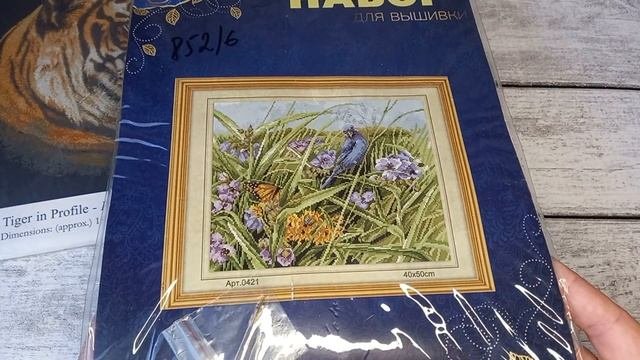 НАБОР
ДЛЯ ВЫШИВКИ
852/6
Арт.0421
40x50cm
Tiger in Profile -
Dimensions: (approx.)